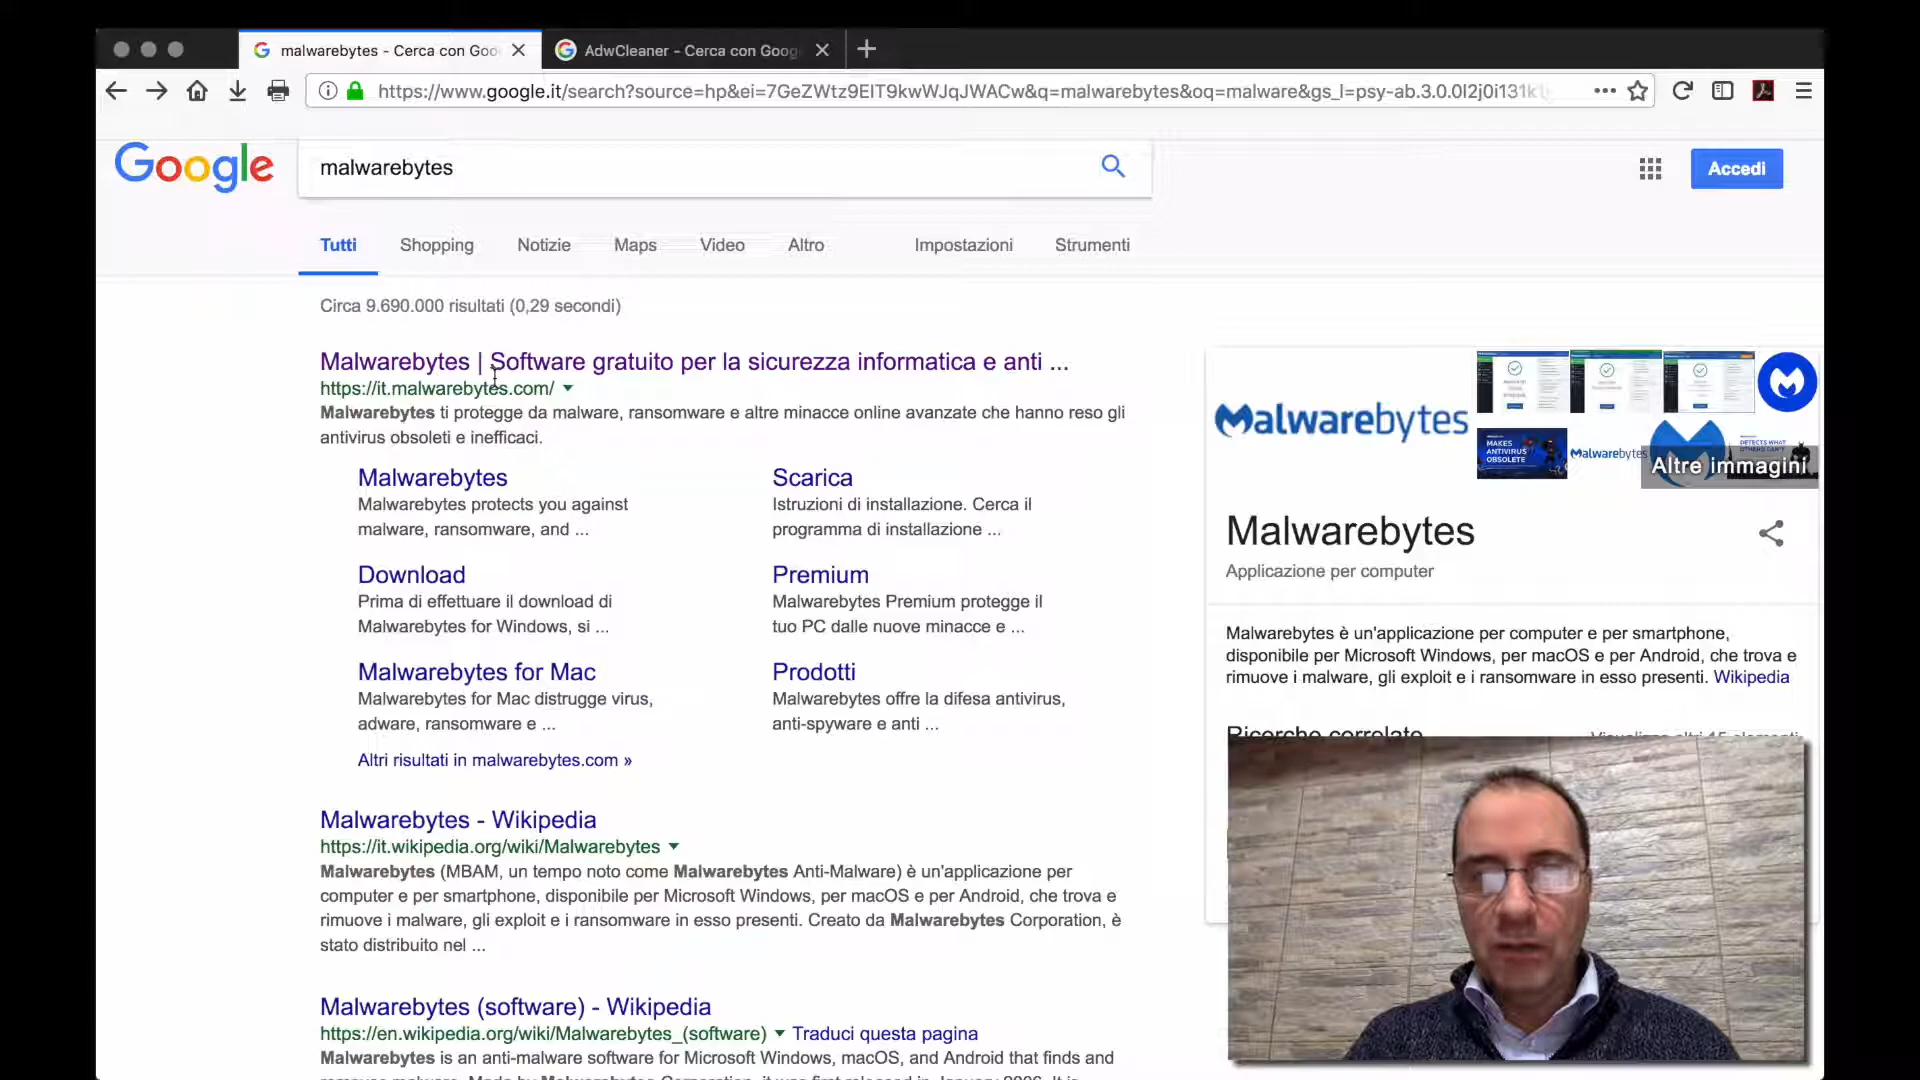 malwarebytes - Cerca con Goo
AdwCleaner - Cerca con Goog
https://www.google.it/search?source=hp&ei=7GeZWtz9EIT9kwWJqJWACw&q=malwarebytes&oq=malware&gs_l=psy-ab.3.0.0l2j0i131k1
Google
malwarebytes
Accedi
Tutti
Shopping
Notizie
Maps
Video
Altro
Impostazioni
Strumenti
Circa 9.690.000 risultati (0,29 secondi)
Malwarebytes | Software gratuito per la sicurezza informatica e anti ...
https://it.malwarebytes.com/
Malwarebytes ti protegge da malware, ransomware e altre minacce online avanzate che hanno reso gli
antivirus obsoleti e inefficaci.
Malwarebytes
Malwarebytes protects you against
malware, ransomware, and ...
Scarica
Istruzioni di installazione. Cerca il
programma di installazione ...
Download
Prima di effettuare il download di
Malwarebytes for Windows, si ...
Premium
Malwarebytes Premium protegge il
tuo PC dalle nuove minacce e ...
Malwarebytes for Mac
Malwarebytes for Mac distrugge virus,
adware, ransomware e ...
Prodotti
Malwarebytes offre la difesa antivirus,
anti-spyware e anti ...
Altri risultati in malwarebytes.com »
Malwarebytes - Wikipedia
https://it.wikipedia.org/wiki/Malwarebytes
Malwarebytes (MBAM, un tempo noto come Malwarebytes Anti-Malware) è un'applicazione per
computer e per smartphone, disponibile per Microsoft Windows, per macOS e per Android, che trova e
rimuove i malware, gli exploit e i ransomware in esso presenti. Creato da Malwarebytes Corporation, è
stato distribuito nel ...
Malwarebytes (software) - Wikipedia
https://en.wikipedia.org/wiki/Malwarebytes_(software)
Traduci questa pagina
Malwarebytes is an anti-malware software for Microsoft Windows, macOS, and Android that finds and
Malwarebytes
MAKES
ANTIVIRUS
OBSOLETE
Malwarebytes
DETECTS WHAT
Altre immagini
Malwarebytes
Applicazione per computer
Malwarebytes è un'applicazione per computer e per smartphone,
disponibile per Microsoft Windows, per macOS e per Android, che trova e
rimuove i malware, gli exploit e i ransomware in esso presenti. Wikipedia
Ricerche correlate